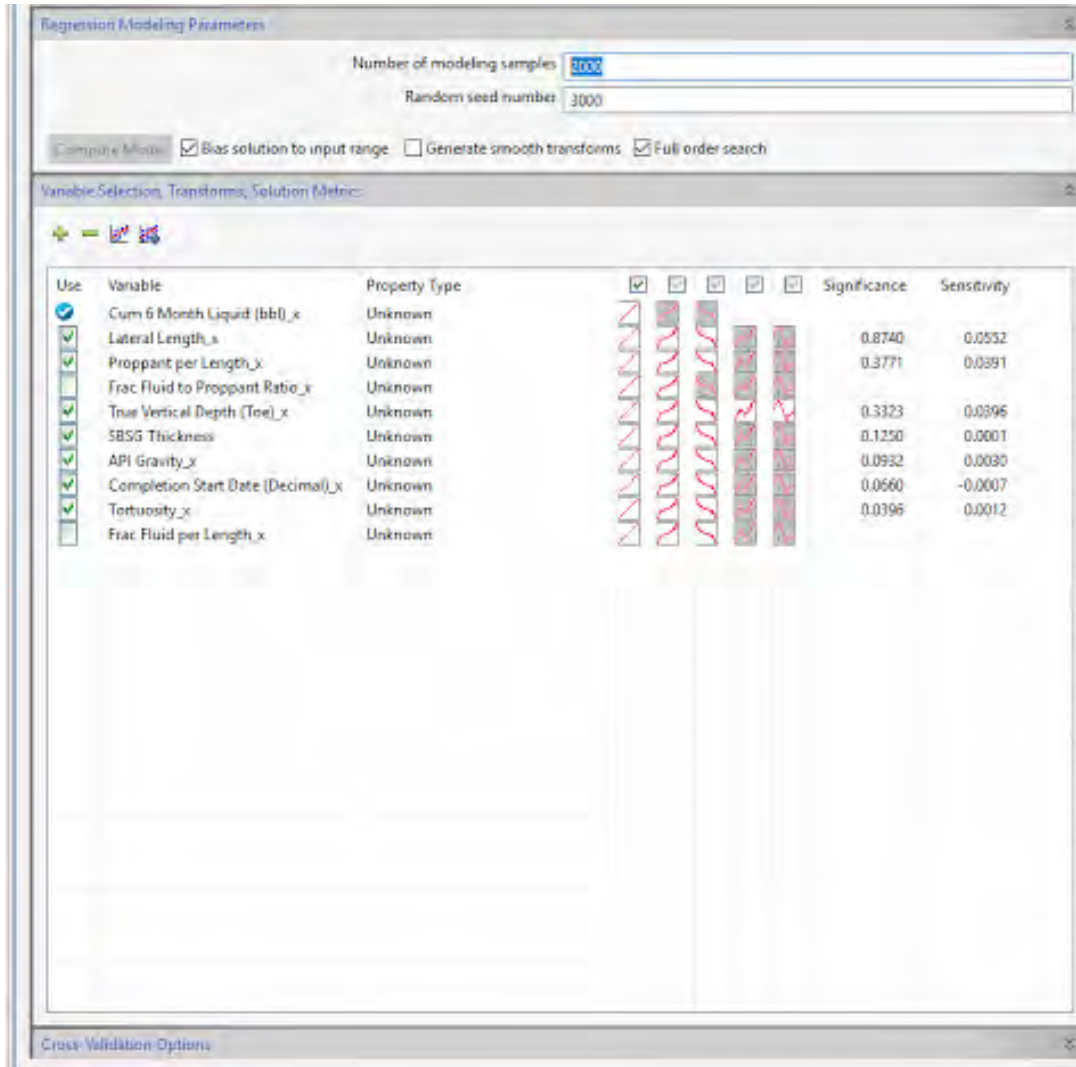 Regression Modeling Parameters
Number of modeling samples 2000
Random seed number 3000
Compute Model Bias solution to input range Generate smooth transforms Full order search
Variable Selection, Transforms, Solution Metrics
Use Variable Property Type Significance Sensitivity
Cum 6 Month Liquid (bbl)_x Unknown
Lateral Length_x Unknown 0.8740 0.0552
Proppant per Length_x Unknown 0.3771 0.0391
Frac Fluid to Proppant Ratio_x Unknown
True Vertical Depth (Toe)_x Unknown 0.3323 0.0396
SBSG Thickness Unknown 0.1250 0.0001
API Gravity_x Unknown 0.0932 0.0030
Completion Start Date (Decimal)_x Unknown 0.0660 -0.0007
Tortuosity_x Unknown 0.0396 0.0012
Frac Fluid per Length_x Unknown
Cross-Validation Options